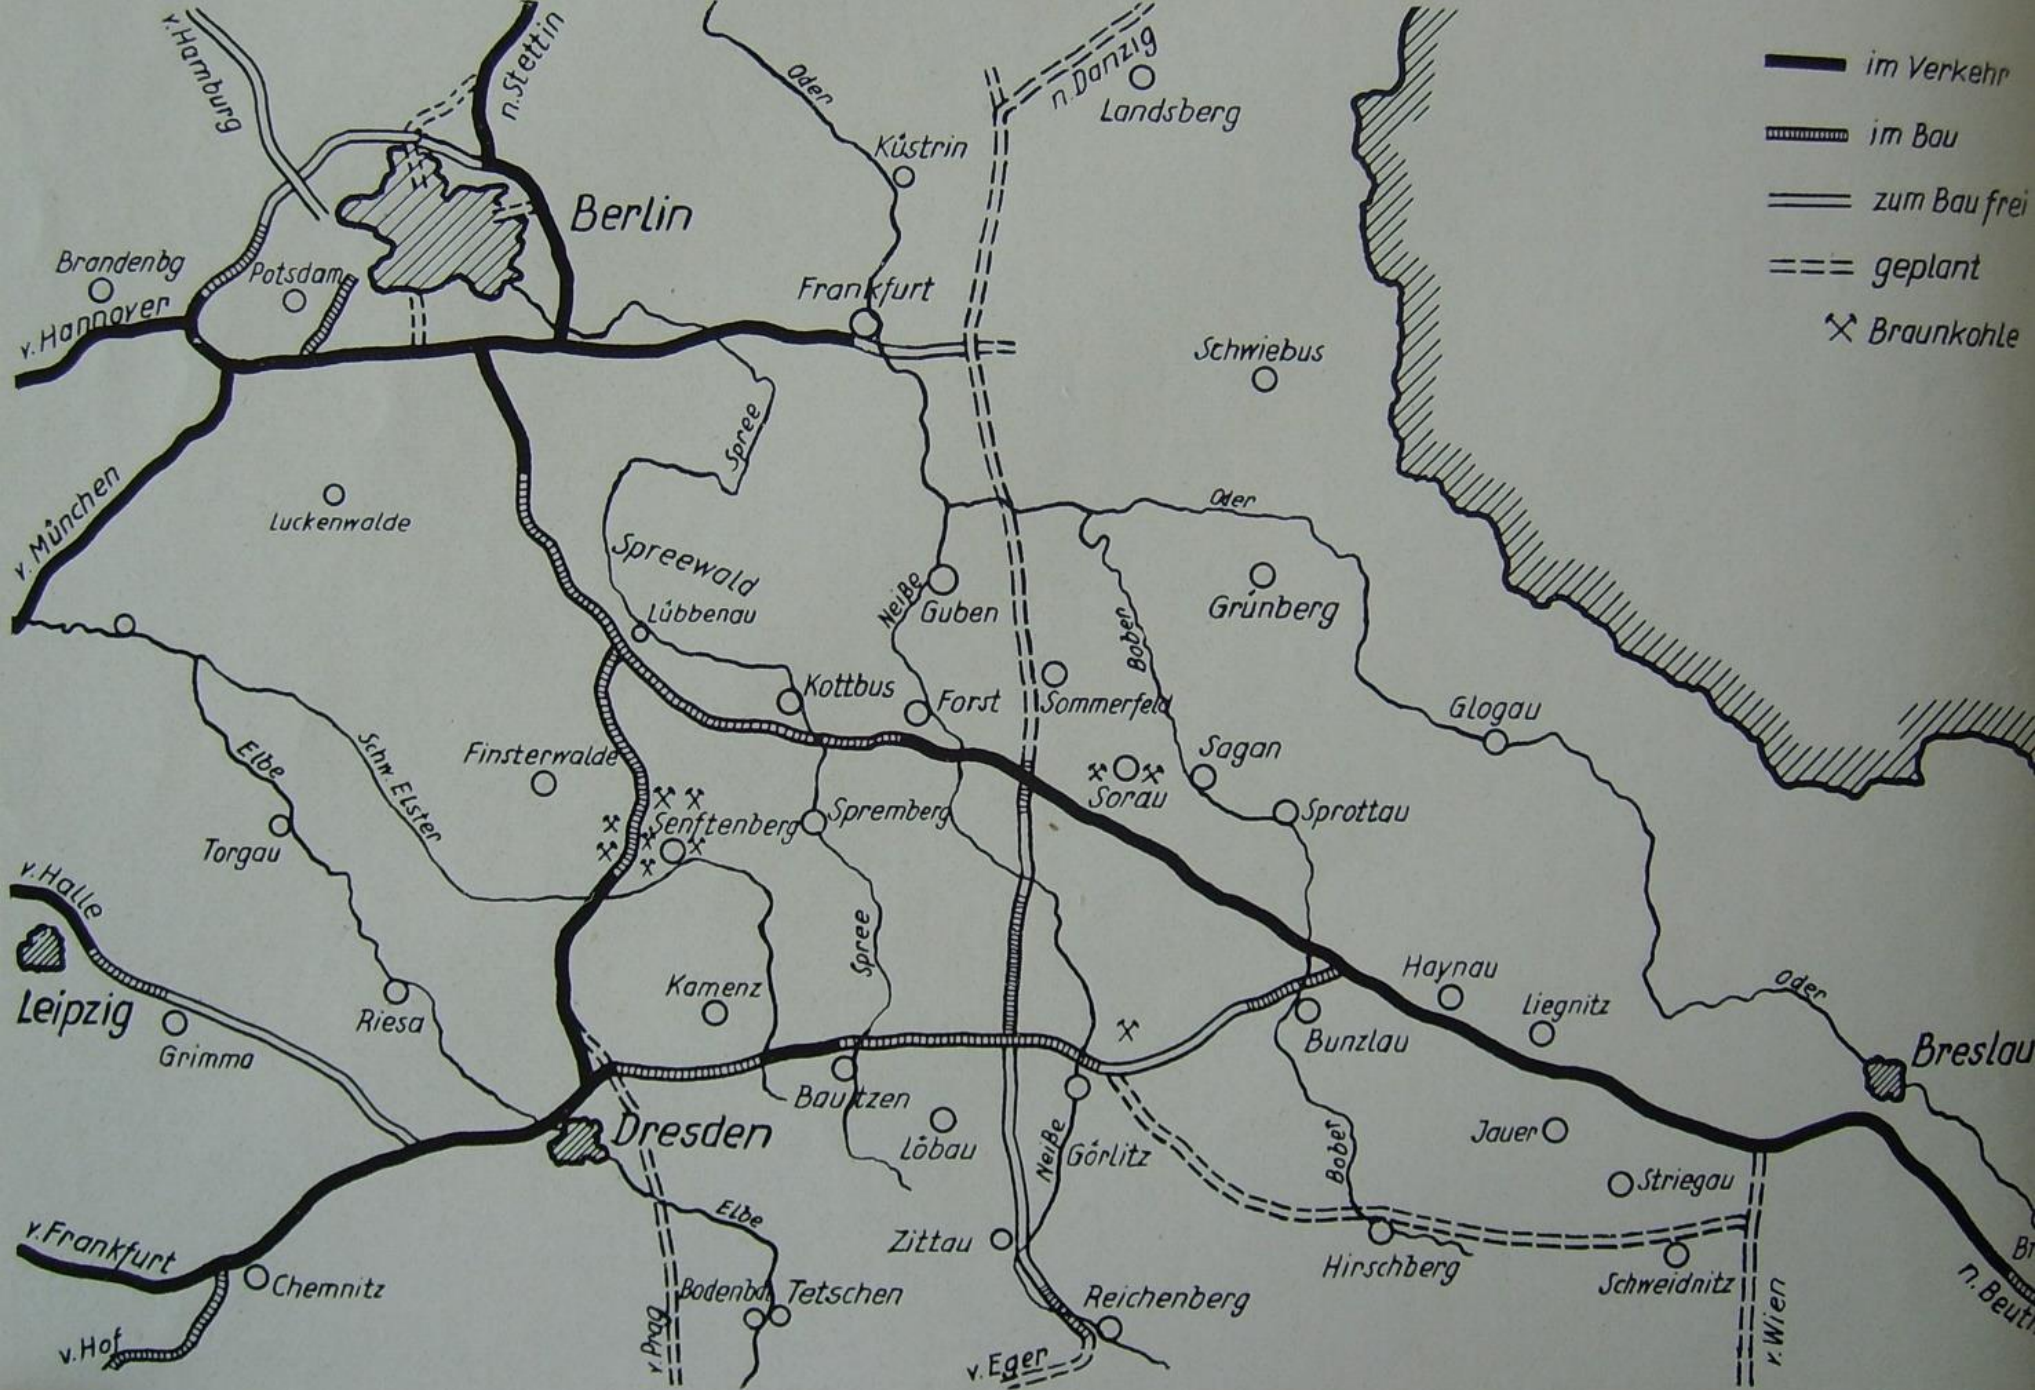 v. Hamburg
n. Stettin
Oder
n. Danzig
Landsberg
im Verkehr
Küstrin
im Bau
Berlin
zum Bau frei
Brandenbg
Potsdam
geplant
v. Hannover
Frankfurt
Braunkohle
Schwiebus
Spree
v. München
Luckenwalde
Oder
Spreewald
Lübbenau
Neiße
Guben
Bober
Grünberg
Kottbus
Forst
Sommerfeld
Glogau
Elbe
Schw. Elster
Finsterwalde
Sagan
Sorau
Senftenberg
Spremberg
Sprottau
Torgau
v. Halle
Spree
Haynau
Leipzig
Riesa
Kamenz
Liegnitz
Oder
Grimma
Bunzlau
Breslau
Bautzen
Dresden
Löbau
Neiße
Görlitz
Bober
Jauer
Striegau
Elbe
v. Frankfurt
Zittau
Hirschberg
Schweidnitz
Br
Chemnitz
Bodenbch
Tetschen
Reichenberg
n. Beuth
v. Hof
v. Prag
v. Eger
v. Wien